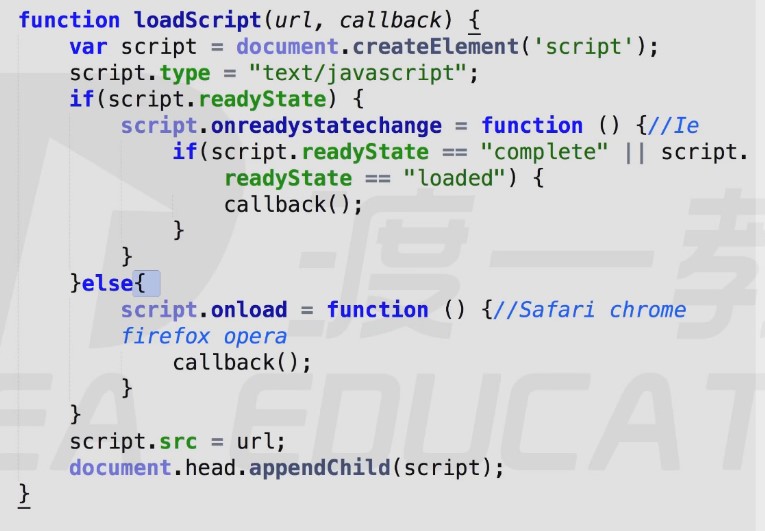 function loadScript(url, callback) {
    var script = document.createElement('script');
    script.type = "text/javascript";
    if(script.readyState) {
        script.onreadystatechange = function () {//Ie
            if(script.readyState == "complete" || script.
                readyState == "loaded") {
                callback();
            }
        }
    }else{
        script.onload = function () {//Safari chrome
        firefox opera
            callback();
        }
    }
    script.src = url;
    document.head.appendChild(script);
}
渡一教
EDUCAT